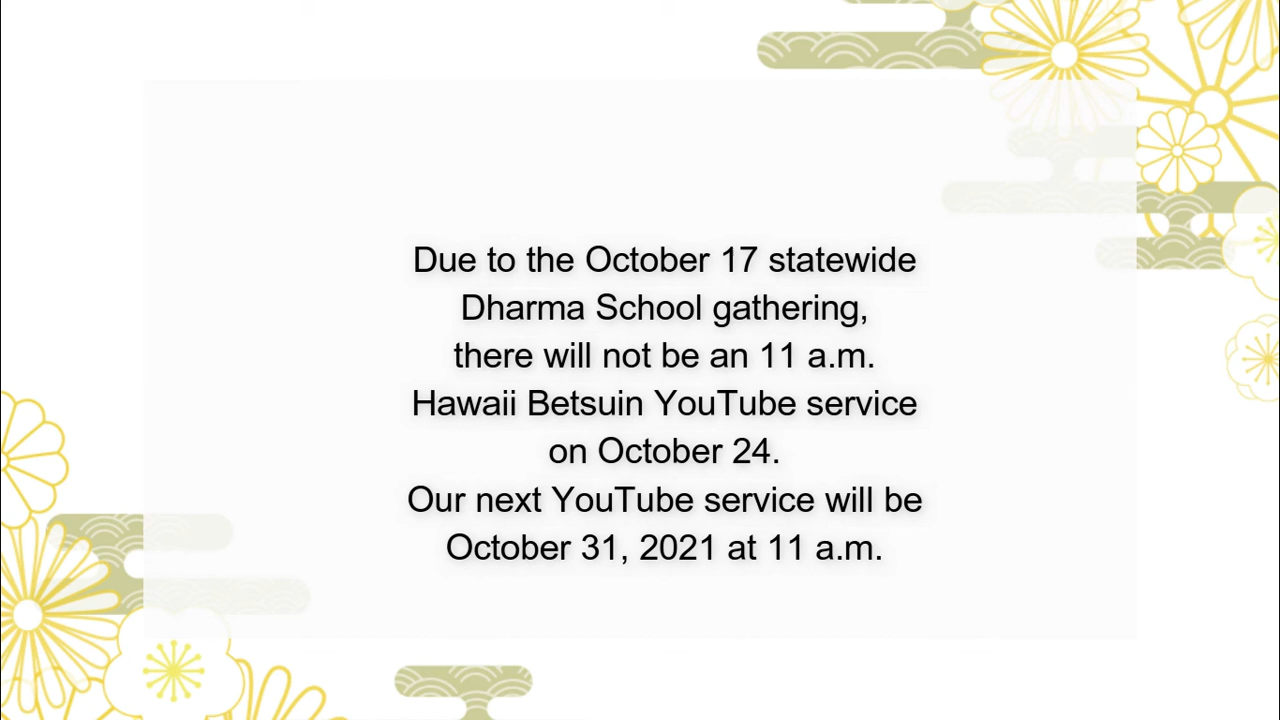 Due to the October 17 statewide
Dharma School gathering,
there will not be an 11 a.m.
Hawaii Betsuin YouTube service
on October 24.
Our next YouTube service will be
October 31, 2021 at 11 a.m.